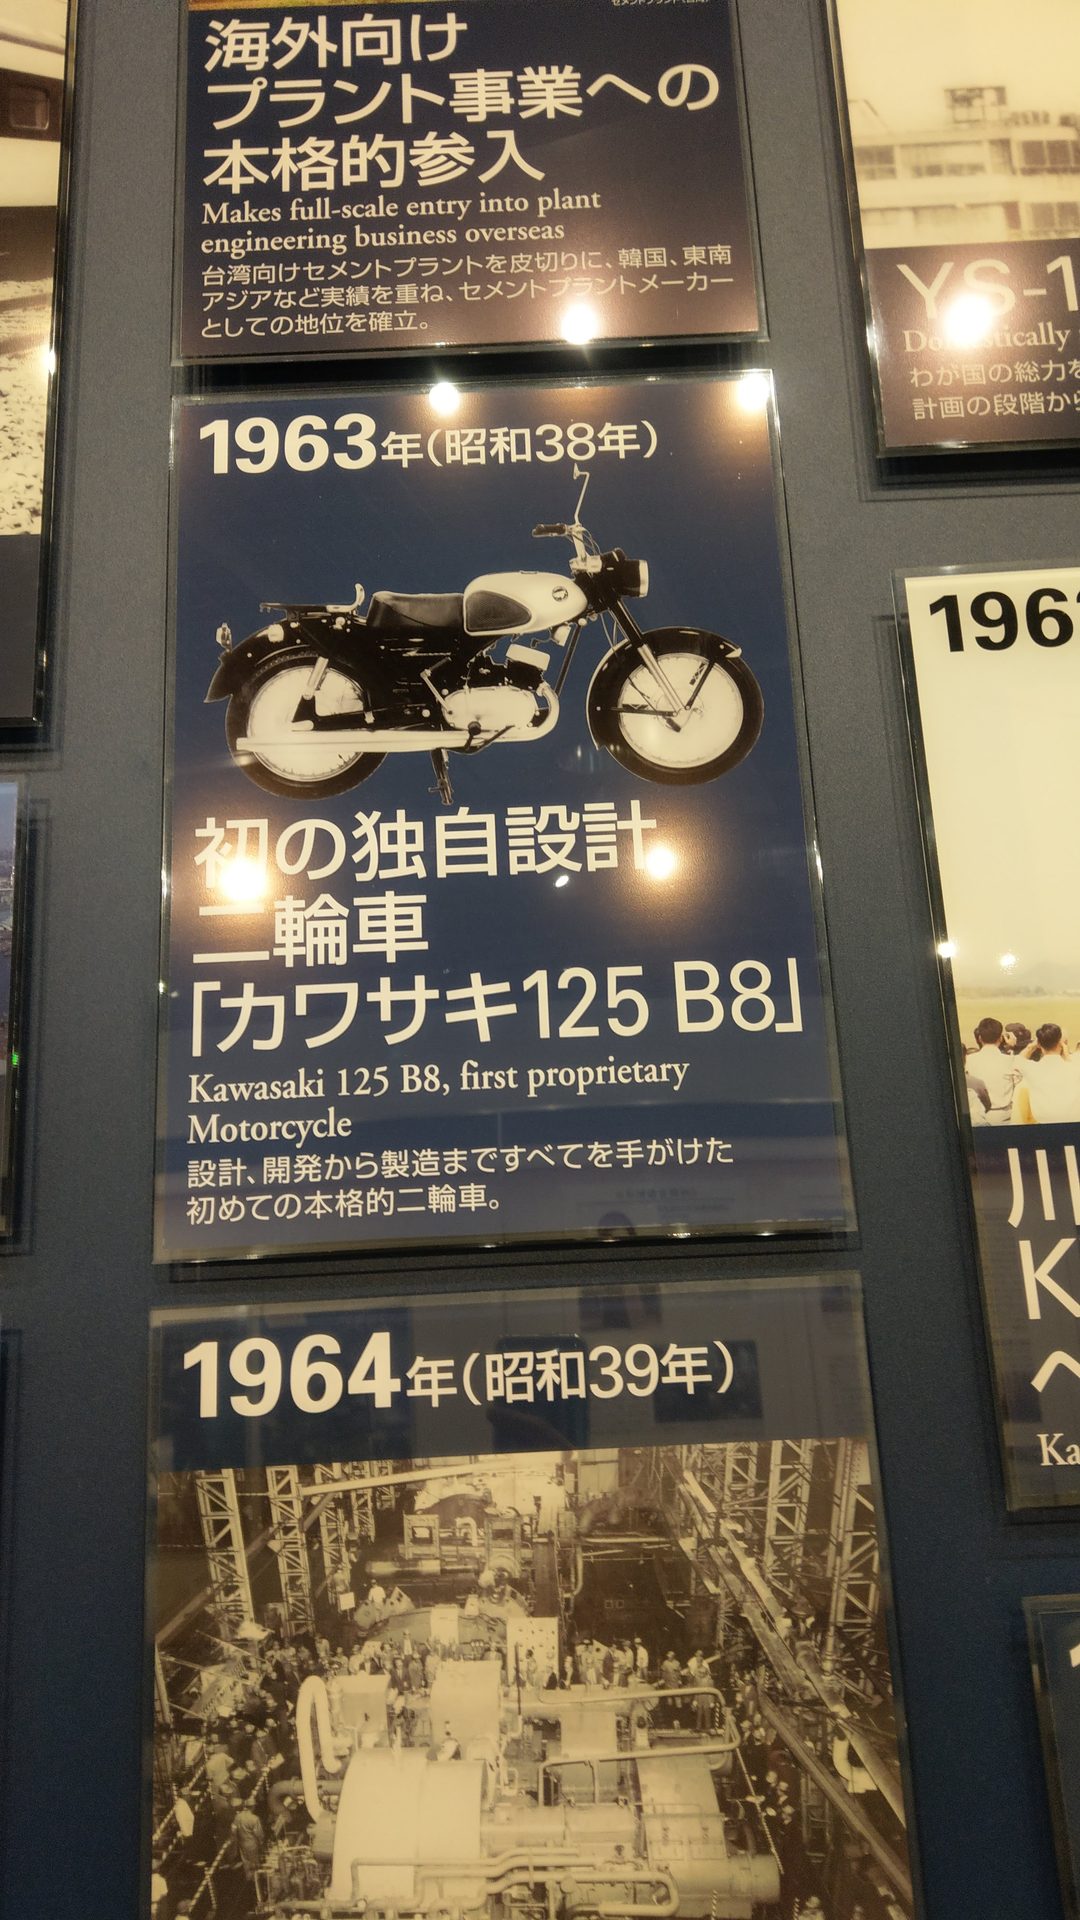 海外向け
プラント事業への
本格的参入
Makes full-scale entry into plant
engineering business overseas
台湾向けセメントプラントを皮切りに、韓国、東南
アジアなど実績を重ね、セメントプラントメーカー
としての地位を確立。
1963年(昭和38年)
初の独自設計
二輪車
「カワサキ125 B8」
Kawasaki 125 B8, first proprietary
Motorcycle
設計、開発から製造まですべてを手がけた
初めての本格的二輪車。
1964年(昭和39年)
YS-1
Domestically
わが国の総力を
計画の段階から
196
川
K
へ
Ka